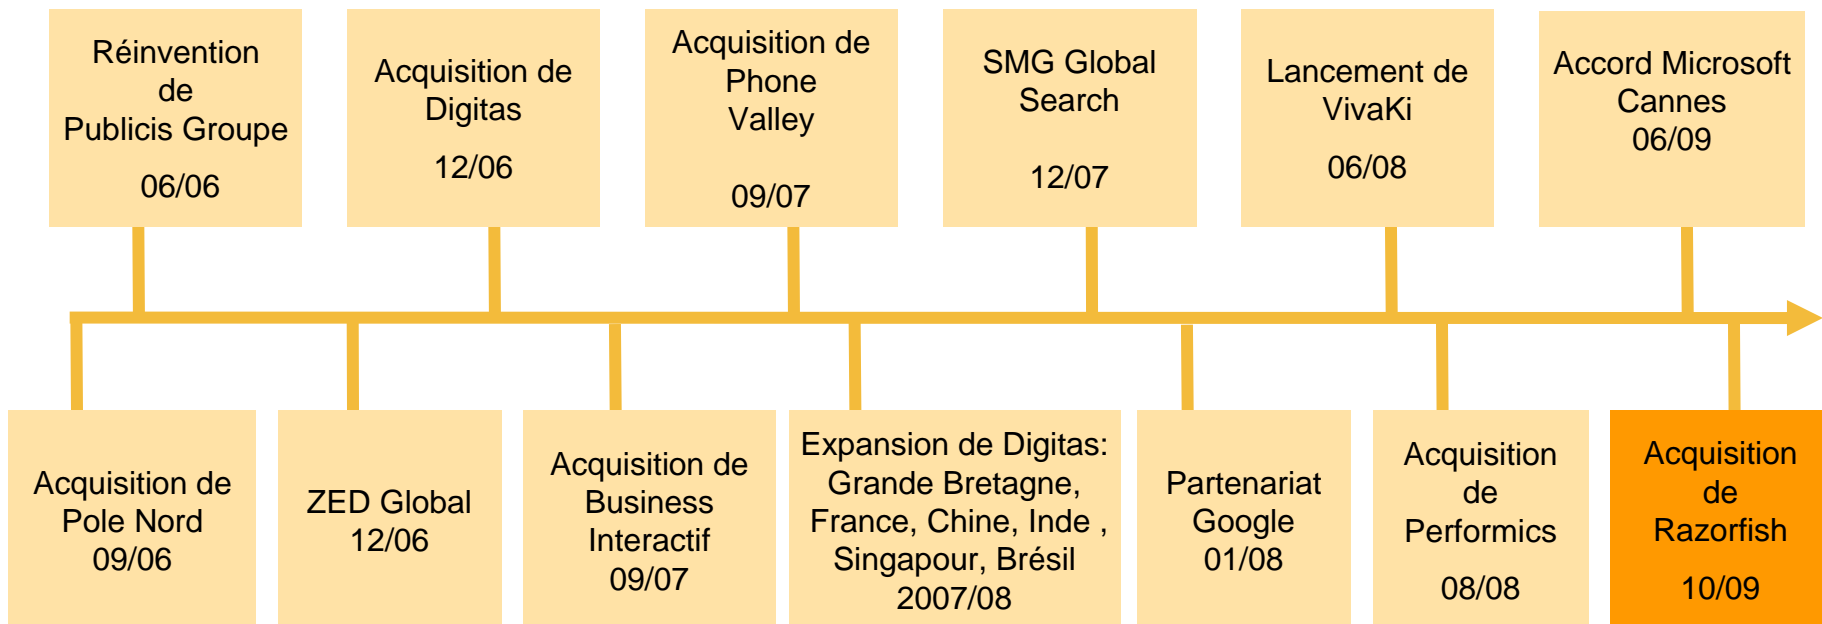 Réinvention
de
Publicis Groupe
06/06
Acquisition de
Digitas
12/06
Acquisition de
Phone
Valley
09/07
SMG Global
Search
12/07
Lancement de
VivaKi
06/08
Accord Microsoft
Cannes
06/09
Acquisition de
Pole Nord
09/06
ZED Global
12/06
Acquisition de
Business
Interactif
09/07
Expansion de Digitas:
Grande Bretagne,
France, Chine, Inde ,
Singapour, Brésil
2007/08
Partenariat
Google
01/08
Acquisition
de
Performics
08/08
Acquisition
de
Razorfish
10/09